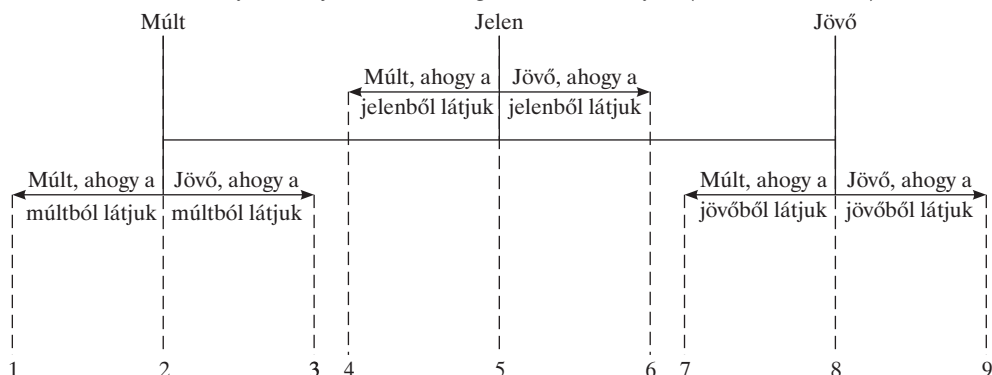 Múlt Jelen Jövő
Múlt, ahogy a Jövő, ahogy a
jelenből látjuk jelenből látjuk
Múlt, ahogy a Jövő, ahogy a Múlt, ahogy a Jövő, ahogy a
múltból látjuk múltból látjuk jövőből látjuk jövőből látjuk
1 2 3 4 5 6 7 8 9